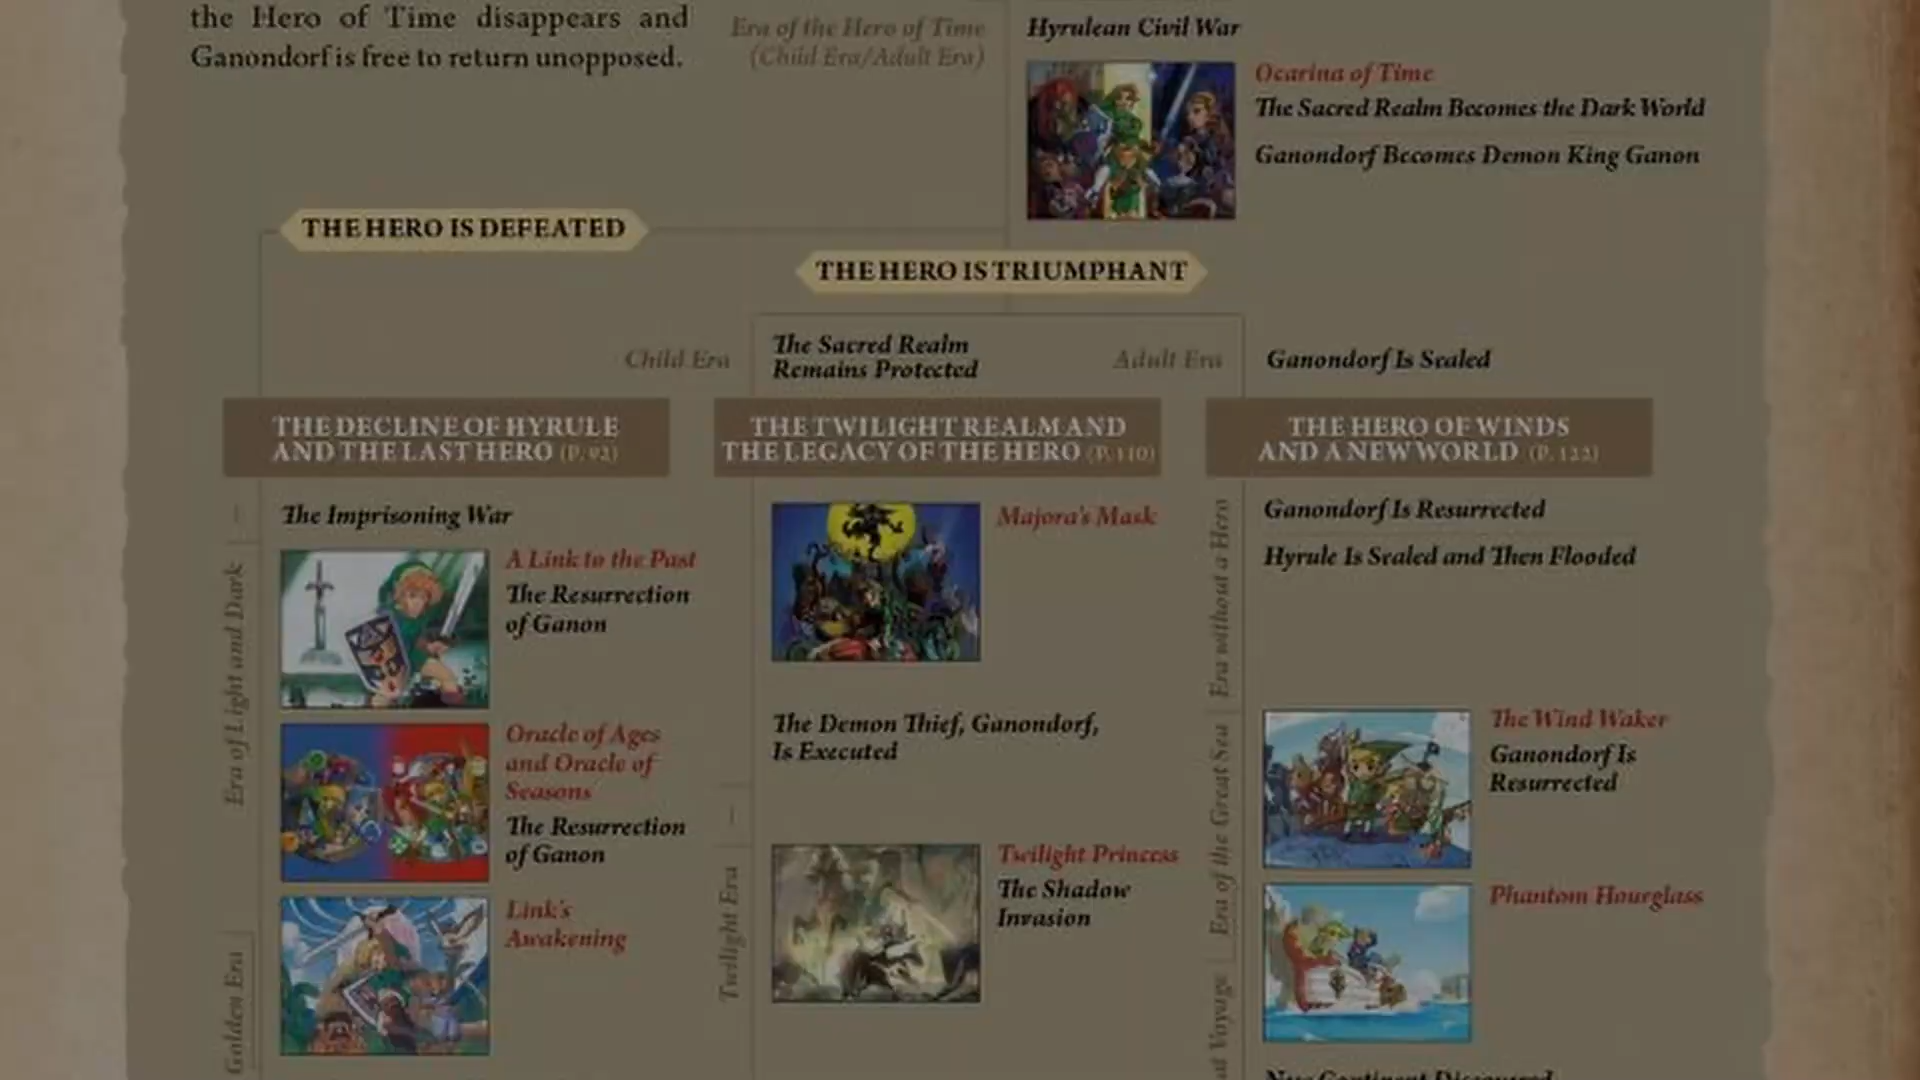 the Hero of Time disappears and
Ganondorf is free to return unopposed.
Era of the Hero of Time
(Child Era/Adult Era)
Hyrulean Civil War
Ocarina of Time
The Sacred Realm Becomes the Dark World
Ganondorf Becomes Demon King Ganon
THE HERO IS DEFEATED
THE HERO IS TRIUMPHANT
Child Era
The Sacred Realm
Remains Protected
Adult Era
Ganondorf Is Sealed
THE DECLINE OF HYRULE
AND THE LAST HERO (P. 92)
The Imprisoning War
Era of Light and Dark
A Link to the Past
The Resurrection
of Ganon
Oracle of Ages
and Oracle of
Seasons
The Resurrection
of Ganon
Golden Era
Link's
Awakening
THE TWILIGHT REALM AND
THE LEGACY OF THE HERO (P. 110)
Majora's Mask
The Demon Thief, Ganondorf,
Is Executed
Twilight Era
Twilight Princess
The Shadow
Invasion
THE HERO OF WINDS
AND A NEW WORLD (P. 122)
Era without a Hero
Ganondorf Is Resurrected
Hyrule Is Sealed and Then Flooded
Era of the Great Sea
The Wind Waker
Ganondorf Is
Resurrected
Phantom Hourglass
Voyage
New Continent Discovered